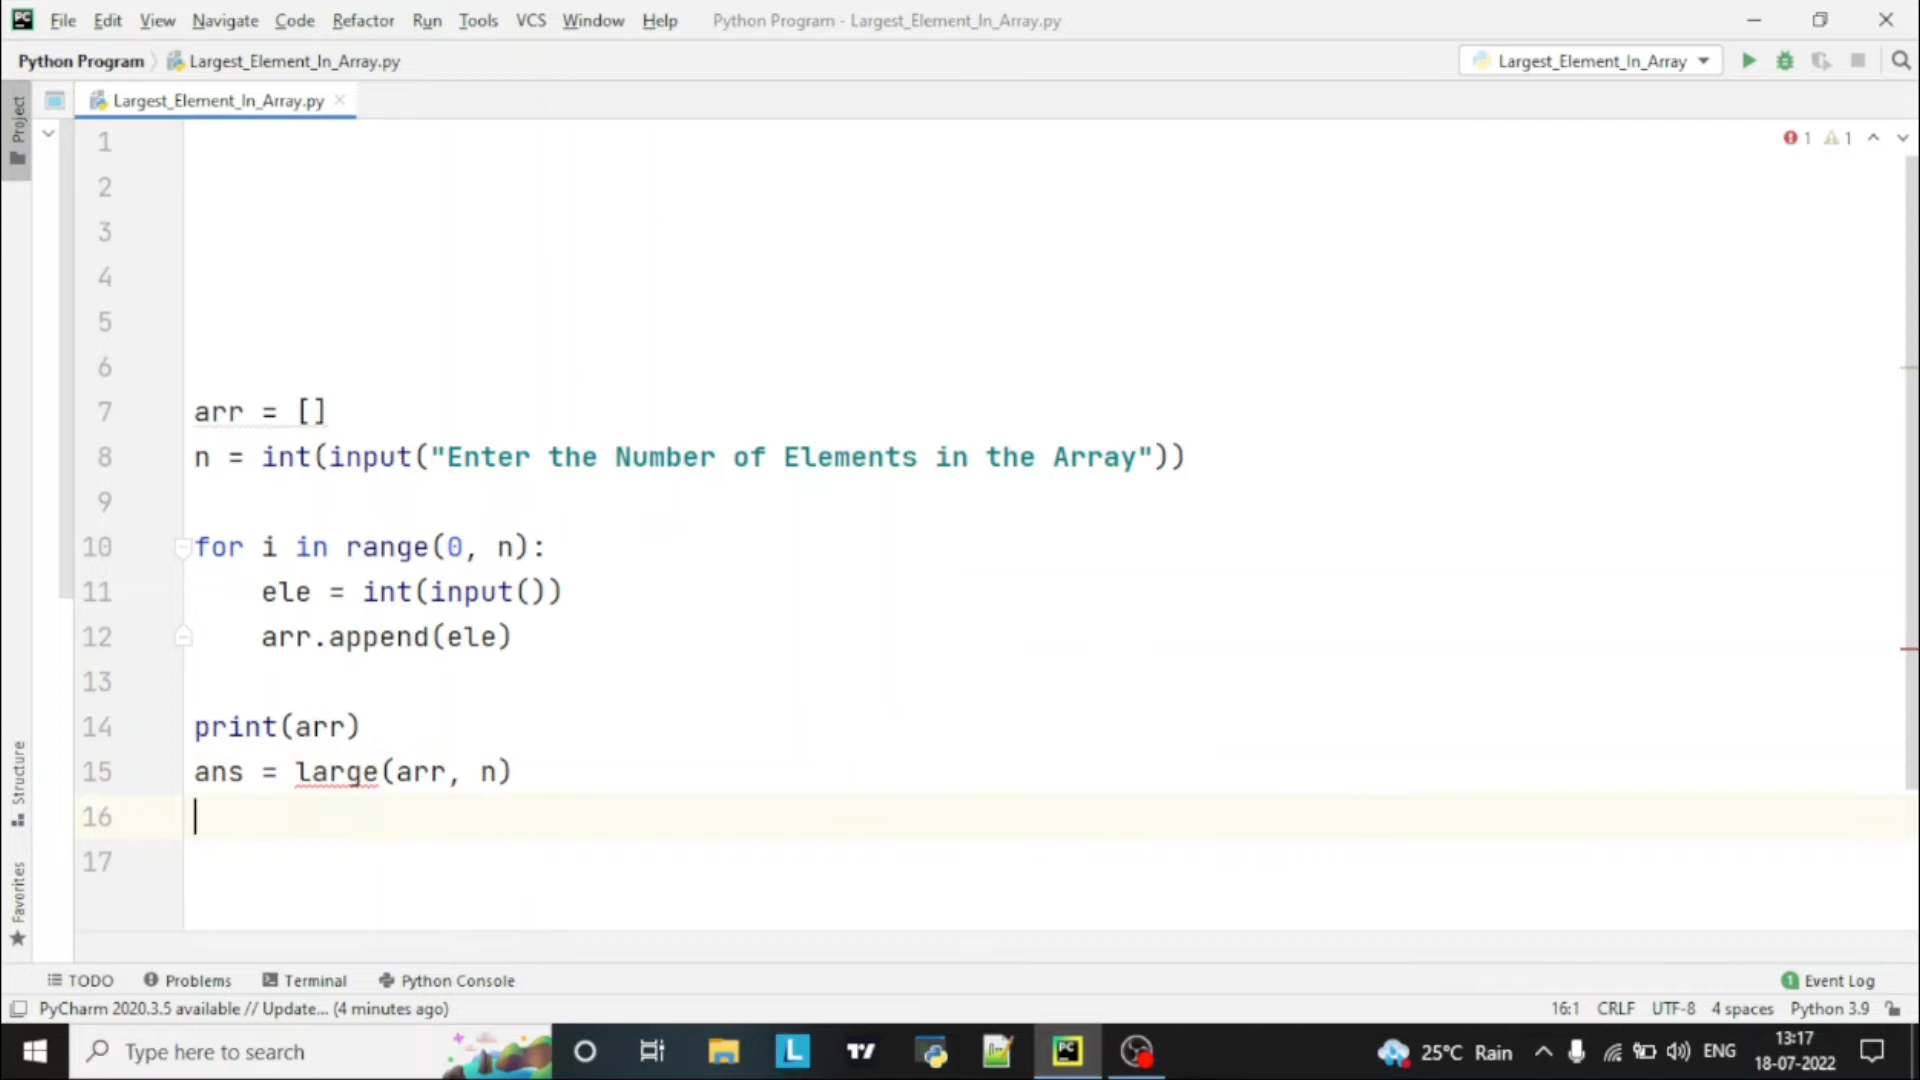 PC File Edit View Navigate Code Refactor Run Tools VCS Window Help Python Program - Largest_Element_In_Array.py
Python Program Largest_Element_In_Array.py Largest_Element_In_Array
Project Largest_Element_In_Array.py
1 1 1
2
3
4
5
6
7 arr = []
8 n = int(input("Enter the Number of Elements in the Array"))
9
10 for i in range(0, n):
11 ele = int(input())
12 arr.append(ele)
13
14 print(arr)
15 ans = large(arr, n)
16
17
Structure
Favorites
TODO Problems Terminal Python Console 1 Event Log
PyCharm 2020.3.5 available // Update... (4 minutes ago) 16:1 CRLF UTF-8 4 spaces Python 3.9
Type here to search L PC 25°C Rain ENG 13:17
18-07-2022